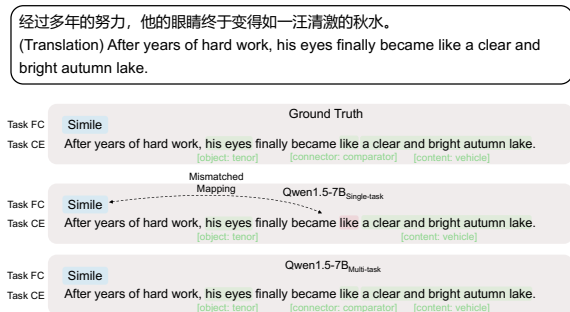 经过多年的努力，他的眼睛终于变得如一汪清澈的秋水。
(Translation) After years of hard work, his eyes finally became like a clear and
bright autumn lake.
Ground Truth
Task FC Simile
Task CE After years of hard work, his eyes finally became like a clear and bright autumn lake.
[object: tenor] [connector: comparator] [content: vehicle]
Mismatched
Mapping
Qwen1.5-7BSingle-task
Task FC Simile
Task CE After years of hard work, his eyes finally became like a clear and bright autumn lake.
[object: tenor] [content: vehicle]
Qwen1.5-7BMulti-task
Task FC Simile
Task CE After years of hard work, his eyes finally became like a clear and bright autumn lake.
[object: tenor] [connector: comparator] [content: vehicle]